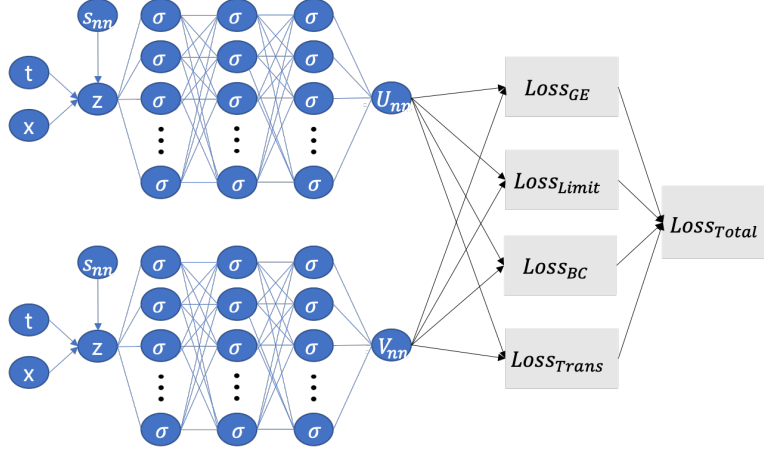 s_nn
σ σ σ
t
σ σ σ
x
z
σ σ σ
U_nn
σ σ σ
s_nn
σ σ σ
t
σ σ σ
x
z
σ σ σ
V_nn
σ σ σ
Loss_GE
Loss_Limit
Loss_BC
Loss_Trans
Loss_Total